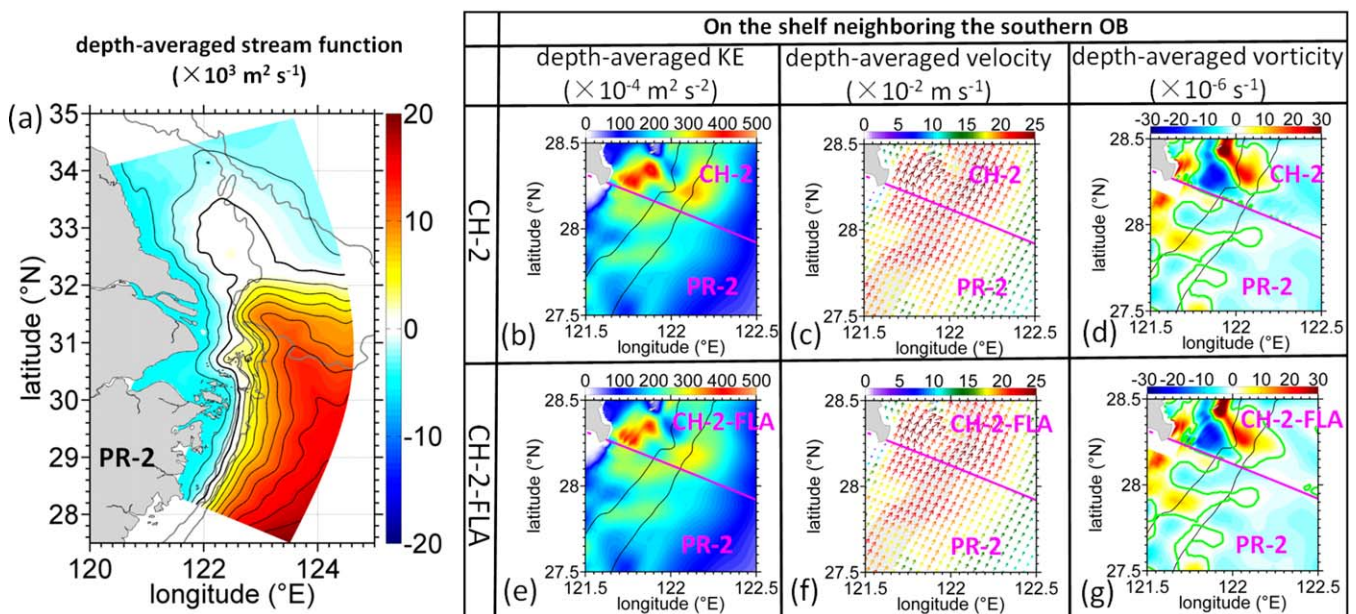 depth-averaged stream function
(×10³ m² s⁻¹)
(a)
35
34
33
32
31
30
29
28
latitude (°N)
120
122
124
longitude (°E)
PR-2
20
10
0
-10
-20
On the shelf neighboring the southern OB
depth-averaged KE
(×10⁻⁴ m² s⁻²)
depth-averaged velocity
(×10⁻² m s⁻¹)
depth-averaged vorticity
(×10⁻⁶ s⁻¹)
CH-2
0 100 200 300 400 500
28.5
28
27.5
latitude (°N)
CH-2
PR-2
(b)
121.5 122 122.5
longitude (°E)
0 5 10 15 20 25
28.5
28
27.5
latitude (°N)
CH-2
PR-2
(c)
121.5 122 122.5
longitude (°E)
-30 -20 -10 0 10 20 30
28.5
28
27.5
latitude (°N)
CH-2
PR-2
(d)
121.5 122 122.5
longitude (°E)
CH-2-FLA
0 100 200 300 400 500
28.5
28
27.5
latitude (°N)
CH-2-FLA
PR-2
(e)
121.5 122 122.5
longitude (°E)
0 5 10 15 20 25
28.5
28
27.5
latitude (°N)
CH-2-FLA
PR-2
(f)
121.5 122 122.5
longitude (°E)
-30 -20 -10 0 10 20 30
28.5
28
27.5
latitude (°N)
CH-2-FLA
PR-2
(g)
121.5 122 122.5
longitude (°E)